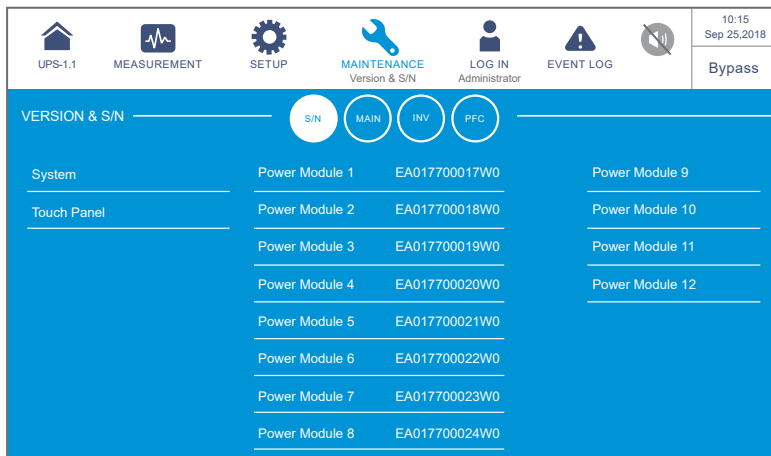 10:15
Sep 25,2018
UPS-1.1 MEASUREMENT SETUP MAINTENANCE LOG IN EVENT LOG
Version & S/N Administrator
Bypass
VERSION & S/N S/N MAIN INV PFC
System
Touch Panel
Power Module 1 EA017700017W0
Power Module 2 EA017700018W0
Power Module 3 EA017700019W0
Power Module 4 EA017700020W0
Power Module 5 EA017700021W0
Power Module 6 EA017700022W0
Power Module 7 EA017700023W0
Power Module 8 EA017700024W0
Power Module 9
Power Module 10
Power Module 11
Power Module 12